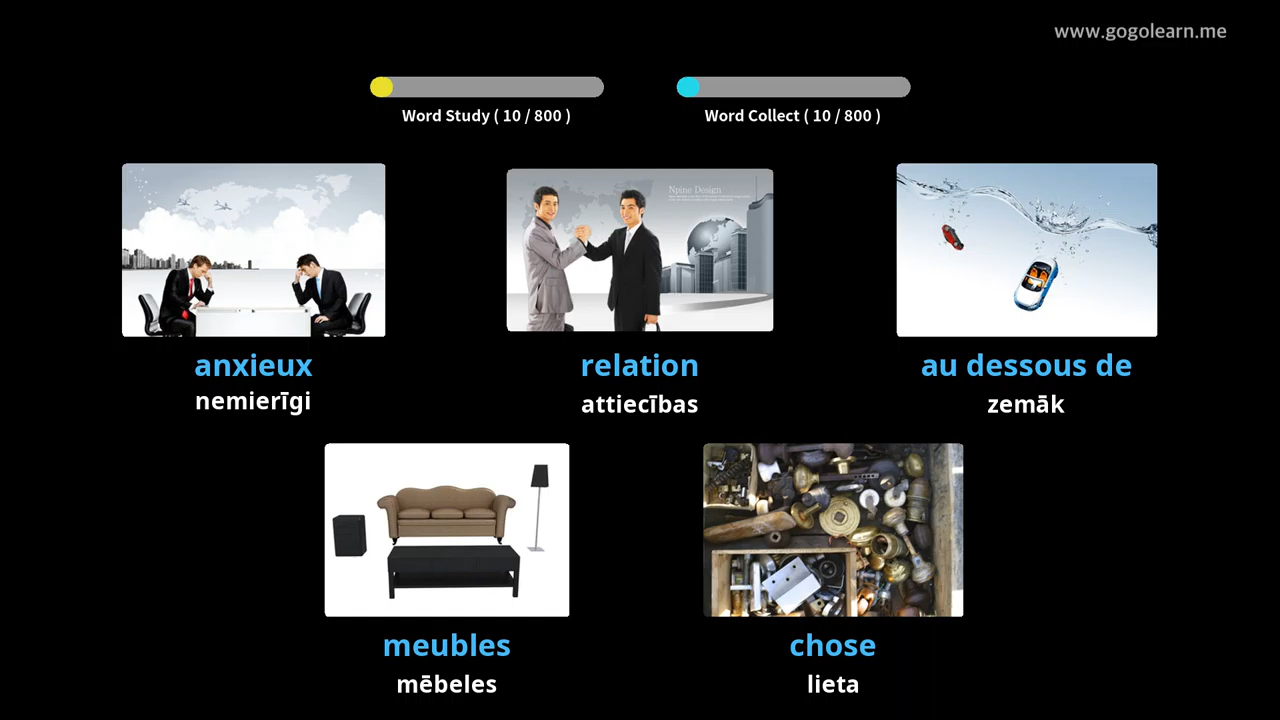 www.gogolearn.me
Word Study ( 10 / 800 )
Word Collect ( 10 / 800 )
Npine Design
anxieux
nemierīgi
relation
attiecības
au dessous de
zemāk
meubles
mēbeles
chose
lieta